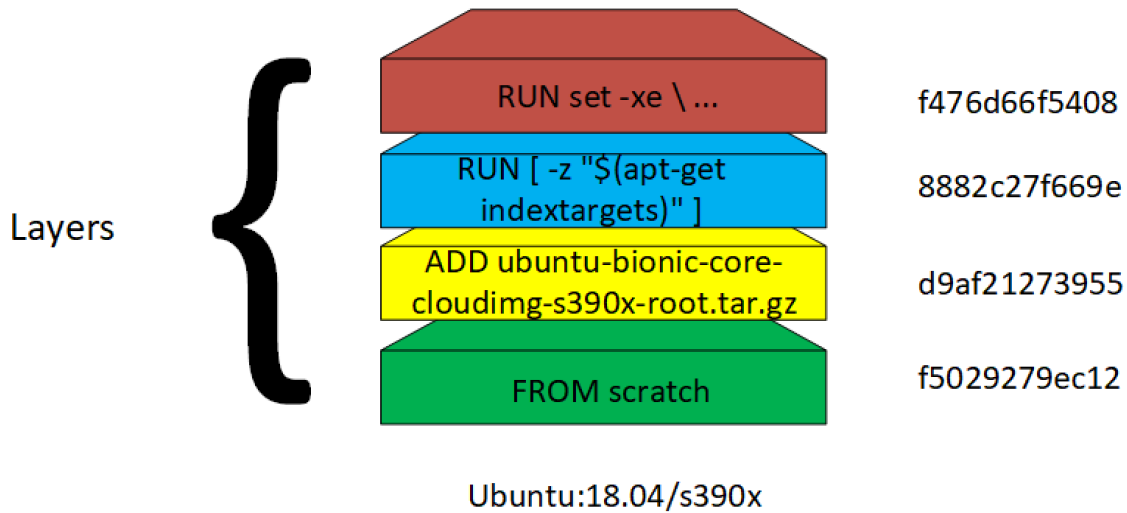 RUN set -xe \ ...
f476d66f5408
RUN [ -z "$(apt-get
indextargets)" ]
8882c27f669e
Layers
ADD ubuntu-bionic-core-
cloudimg-s390x-root.tar.gz
d9af21273955
FROM scratch
f5029279ec12
Ubuntu:18.04/s390x